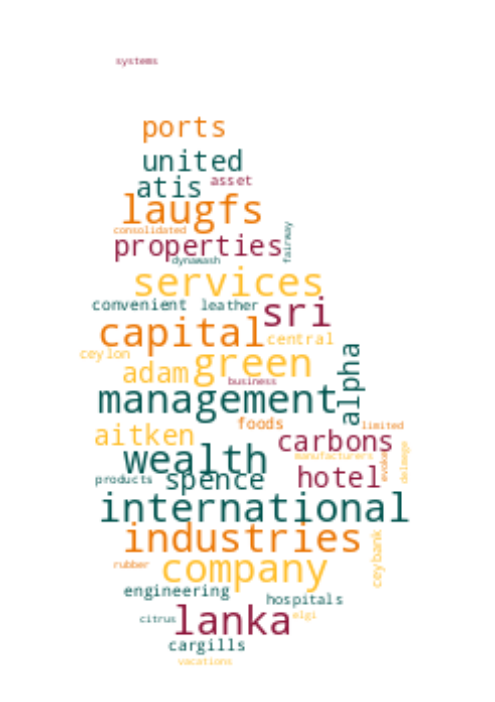 systems
ports
united
atis asset
laugfs
consolidated
fairway
properties
dynawash
services
convenient leather sri
capital central
ceylon
adam green
business
alpha
management
foods limited
aitken carbons
manufacturers
evoke
delmege
wealth
products spence hotel
international
industries
ceybank
rubber company
engineering
hospitals
citrus lanka elgi
cargills
vacations